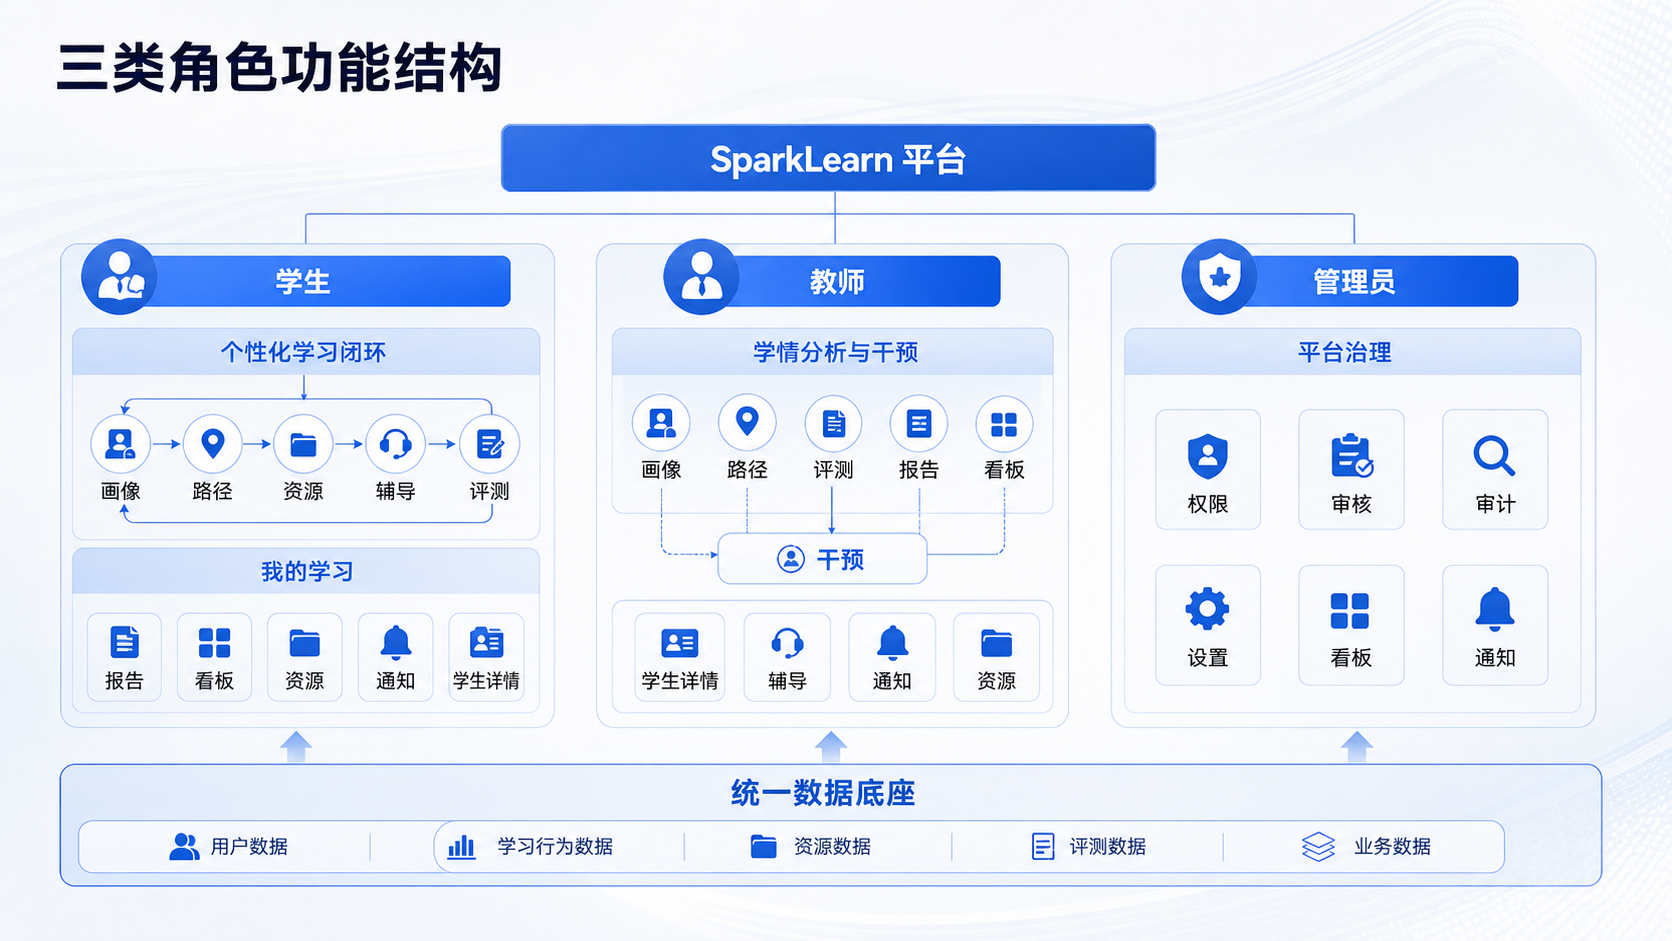 三类角色功能结构
SparkLearn 平台
学生
个性化学习闭环
画像 路径 资源 辅导 评测
我的学习
报告 看板 资源 通知 学生详情
教师
学情分析与干预
画像 路径 评测 报告 看板
干预
学生详情 辅导 通知 资源
管理员
平台治理
权限 审核 审计
设置 看板 通知
统一数据底座
用户数据 学习行为数据 资源数据 评测数据 业务数据